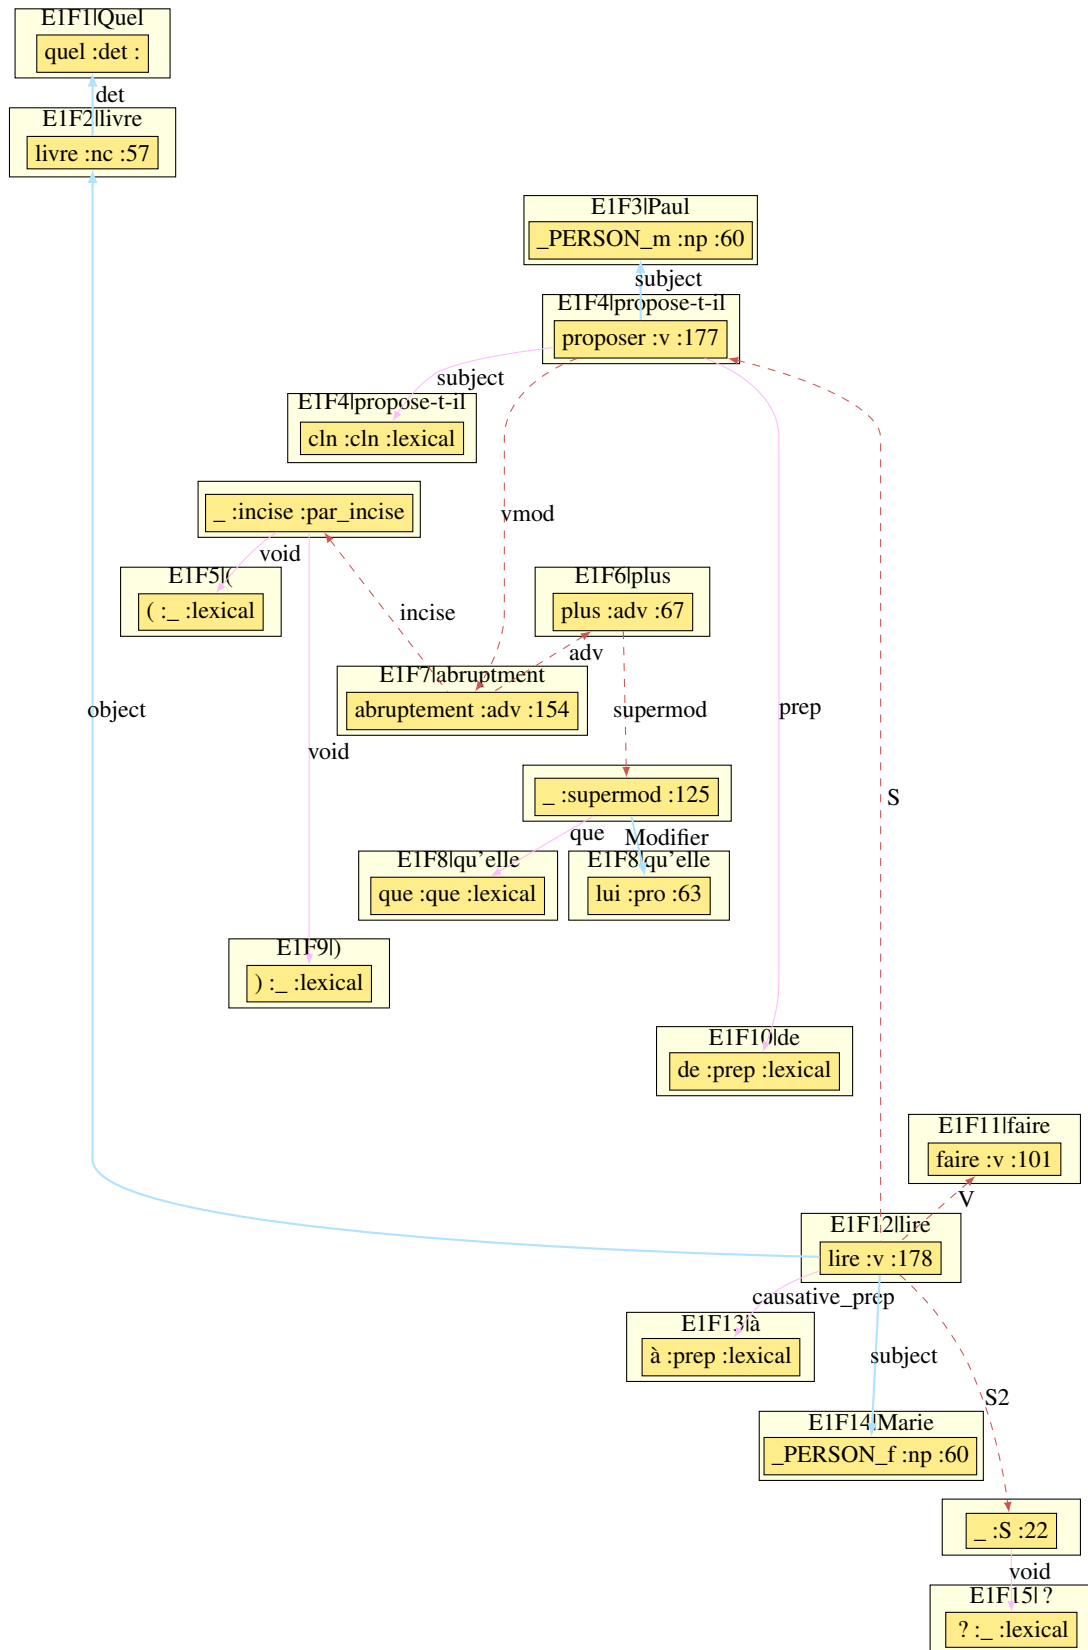 E1F1|Quel
quel :det :
det
E1F2|livre
livre :nc :57
E1F3|Paul
_PERSON_m :np :60
subject
E1F4|propose-t-il
proposer :v :177
subject
E1F4|propose-t-il
cln :cln :lexical
_ :incise :par_incise
vmod
void
E1F5|(
( :_ :lexical
E1F6|plus
plus :adv :67
incise
adv
E1F7|abruptment
abruptement :adv :154
object
supermod
prep
void
_ :supermod :125
S
que
Modifier
E1F8|qu'elle
que :que :lexical
E1F8|qu'elle
lui :pro :63
E1F9|)
) :_ :lexical
E1F10|de
de :prep :lexical
E1F11|faire
faire :v :101
V
E1F12|lire
lire :v :178
causative_prep
E1F13|à
à :prep :lexical
subject
S2
E1F14|Marie
_PERSON_f :np :60
_ :S :22
void
E1F15| ?
? :_ :lexical